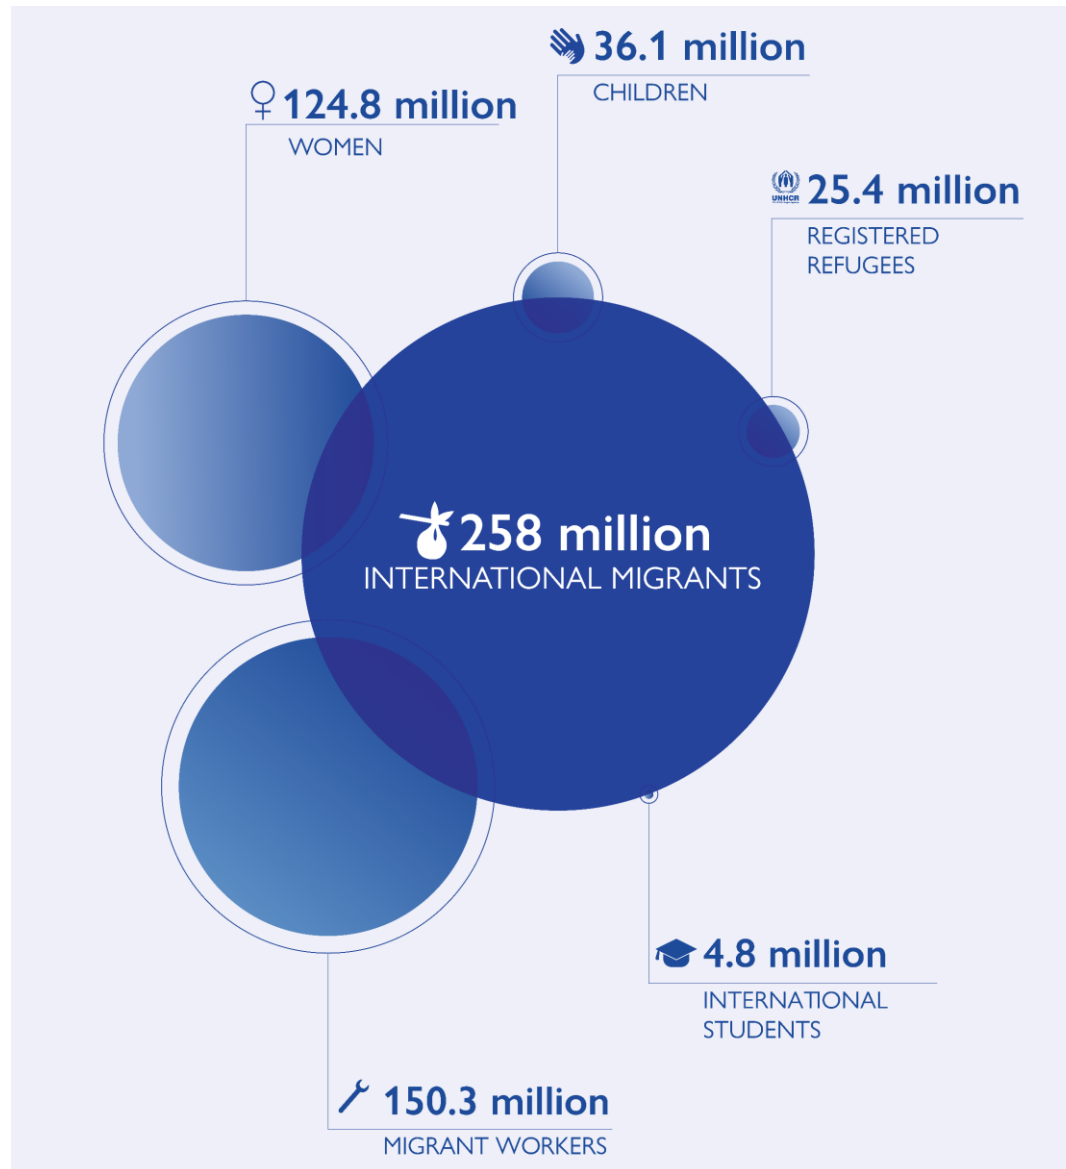 36.1 million
CHILDREN
124.8 million
WOMEN
UNHCR
25.4 million
REGISTERED
REFUGEES
258 million
INTERNATIONAL MIGRANTS
4.8 million
INTERNATIONAL
STUDENTS
150.3 million
MIGRANT WORKERS